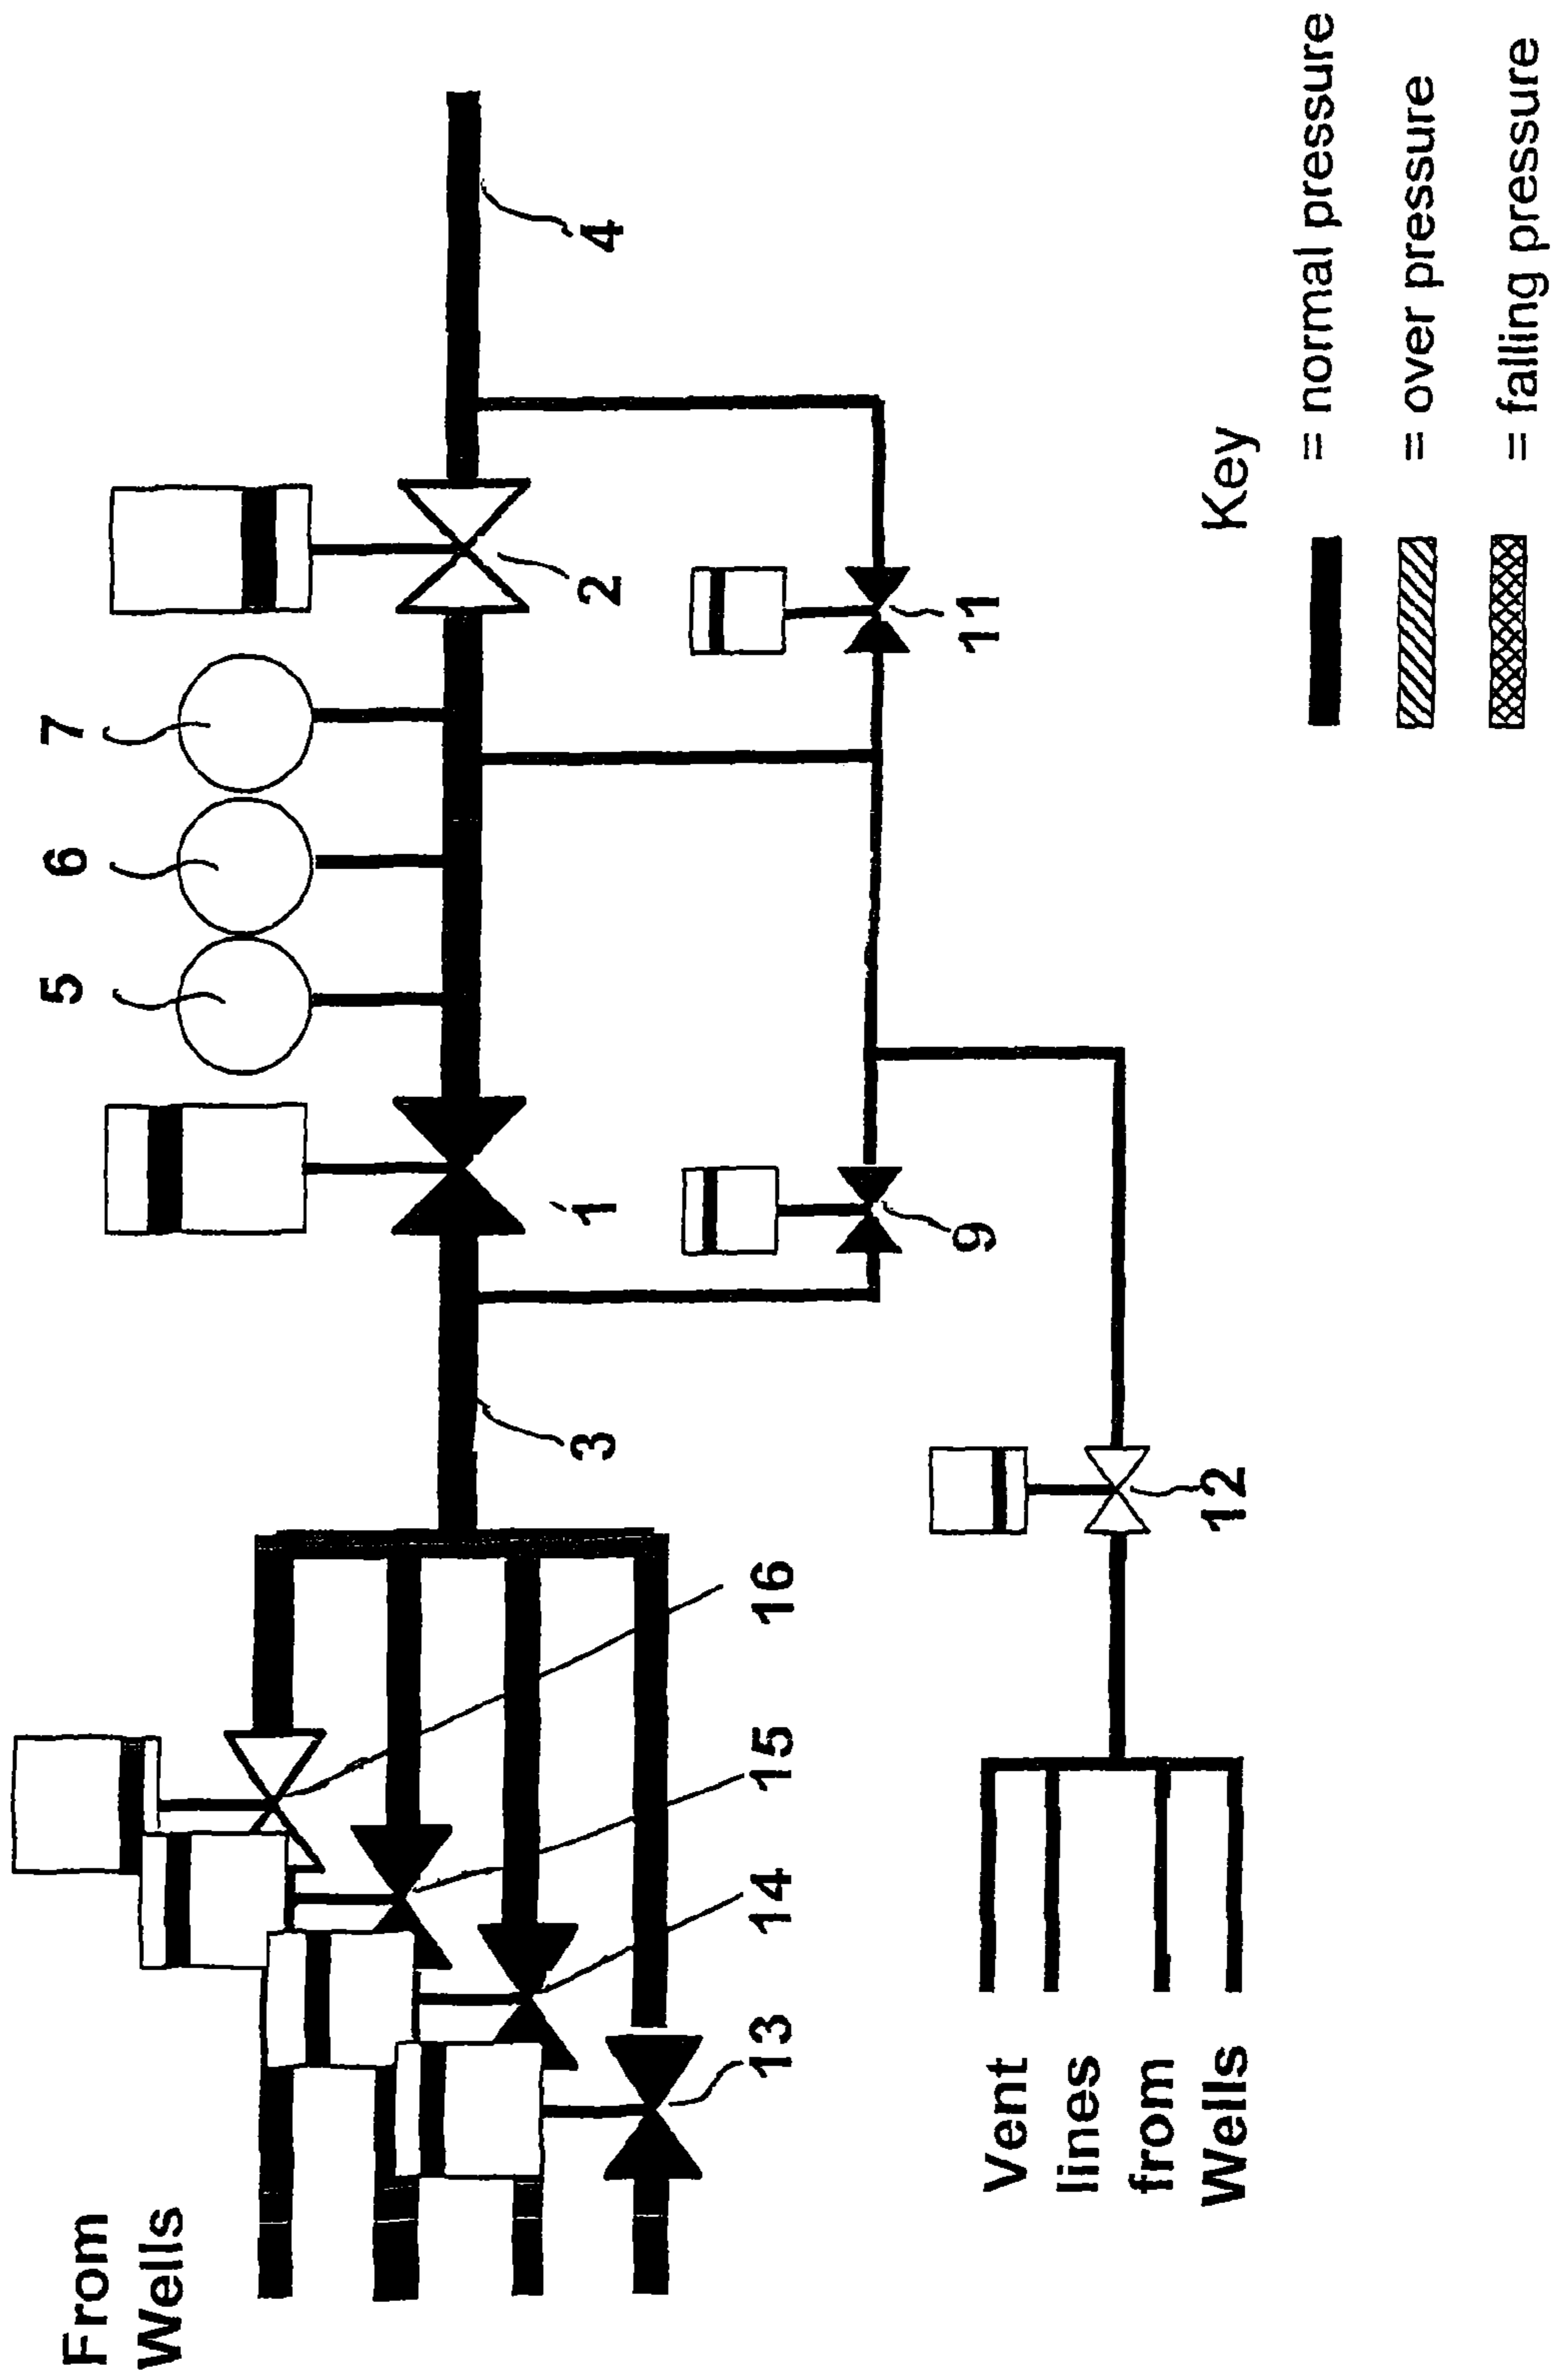 From
Wells
16
15
14
13
3
1
5
6
7
2
4
9
11
12
Vent
lines
from
Wells
Key
= normal pressure
= over pressure
= falling pressure